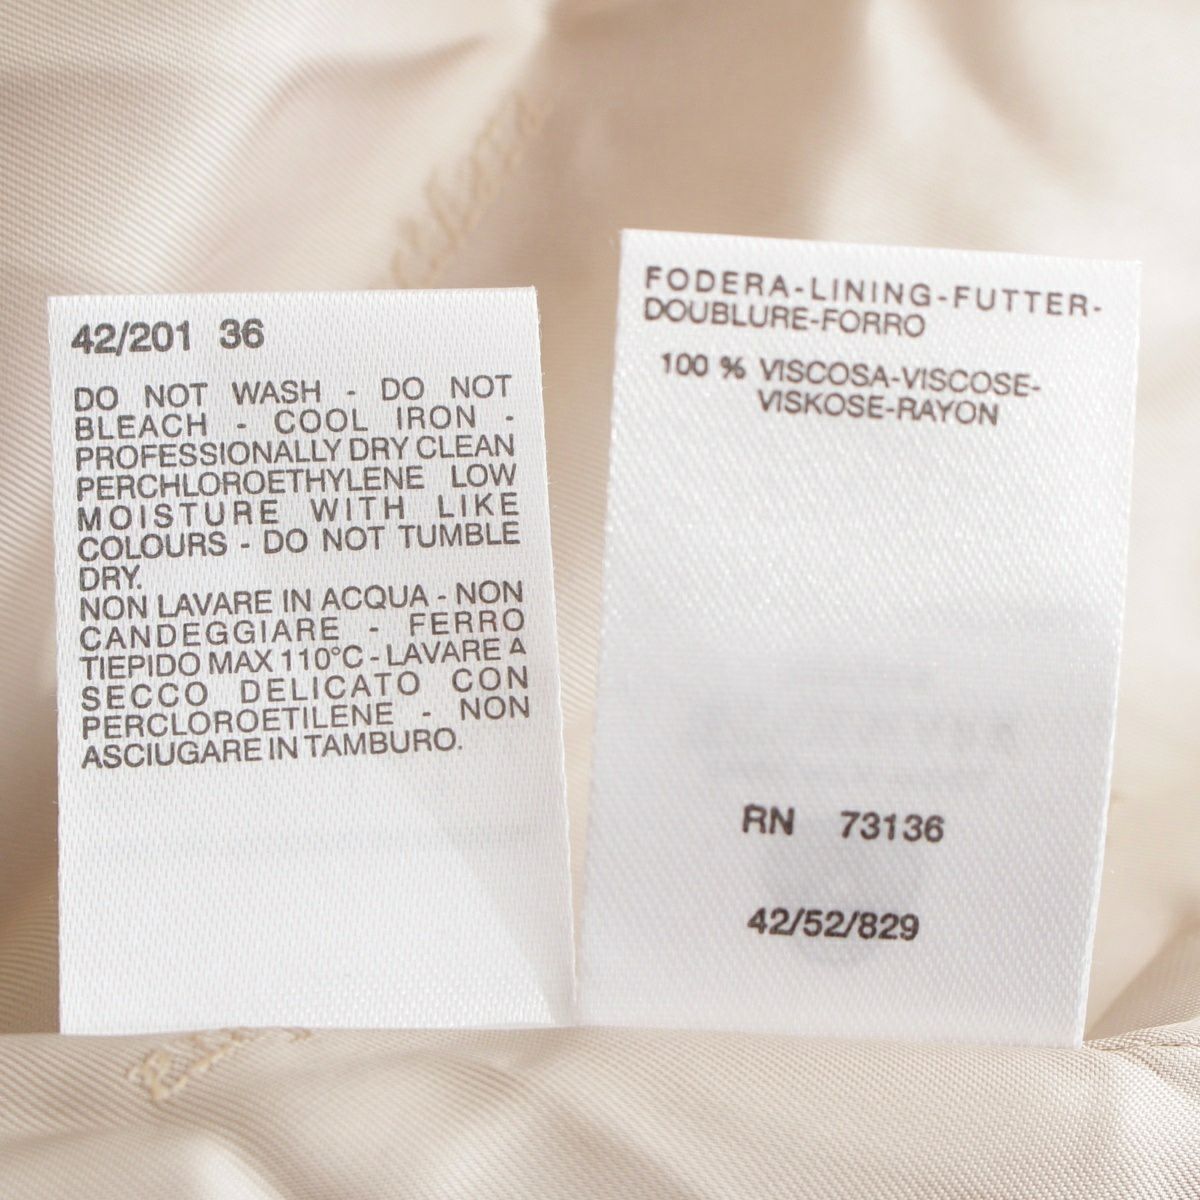 42/201 36
DO NOT WASH - DO NOT
BLEACH - COOL IRON -
PROFESSIONALLY DRY CLEAN
PERCHLOROETHYLENE LOW
MOISTURE WITH LIKE
COLOURS - DO NOT TUMBLE
DRY.
NON LAVARE IN ACQUA - NON
CANDEGGIARE - FERRO
TIEPIDO MAX 110°C - LAVARE A
SECCO DELICATO CON
PERCLOROETILENE - NON
ASCIUGARE IN TAMBURO.
FODERA-LINING-FUTTER-
DOUBLURE-FORRO
100 % VISCOSA-VISCOSE-
VISKOSE-RAYON
RN 73136
42/52/829